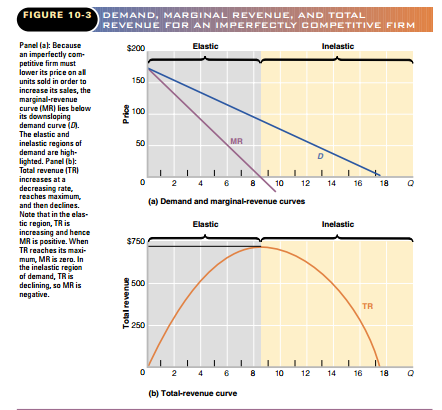 FIGURE 10-3
DEMAND, MARGINAL REVENUE, AND TOTAL
REVENUE FOR AN IMPERFECTLY COMPETITIVE FIRM
Panel (a): Because
an imperfectly com-
petitive firm must
lower its price on all
units sold in order to
increase its sales, the
marginal-revenue
curve (MR) lies below
its downsloping
demand curve (D).
The elastic and
inelastic regions of
demand are high-
lighted. Panel (b):
Total revenue (TR)
increases at a
decreasing rate,
reaches maximum,
and then declines.
Note that in the elas-
tic region, TR is
increasing and hence
MR is positive. When
TR reaches its maxi-
mum, MR is zero. In
the inelastic region
of demand, TR is
declining, so MR is
negative.
Elastic Inelastic
$200
150
100
50
Price
MR
D
0 2 4 6 8 10 12 14 16 18 Q
(a) Demand and marginal-revenue curves
Elastic Inelastic
$750
500
250
Total revenue
TR
0 2 4 6 8 10 12 14 16 18 Q
(b) Total-revenue curve